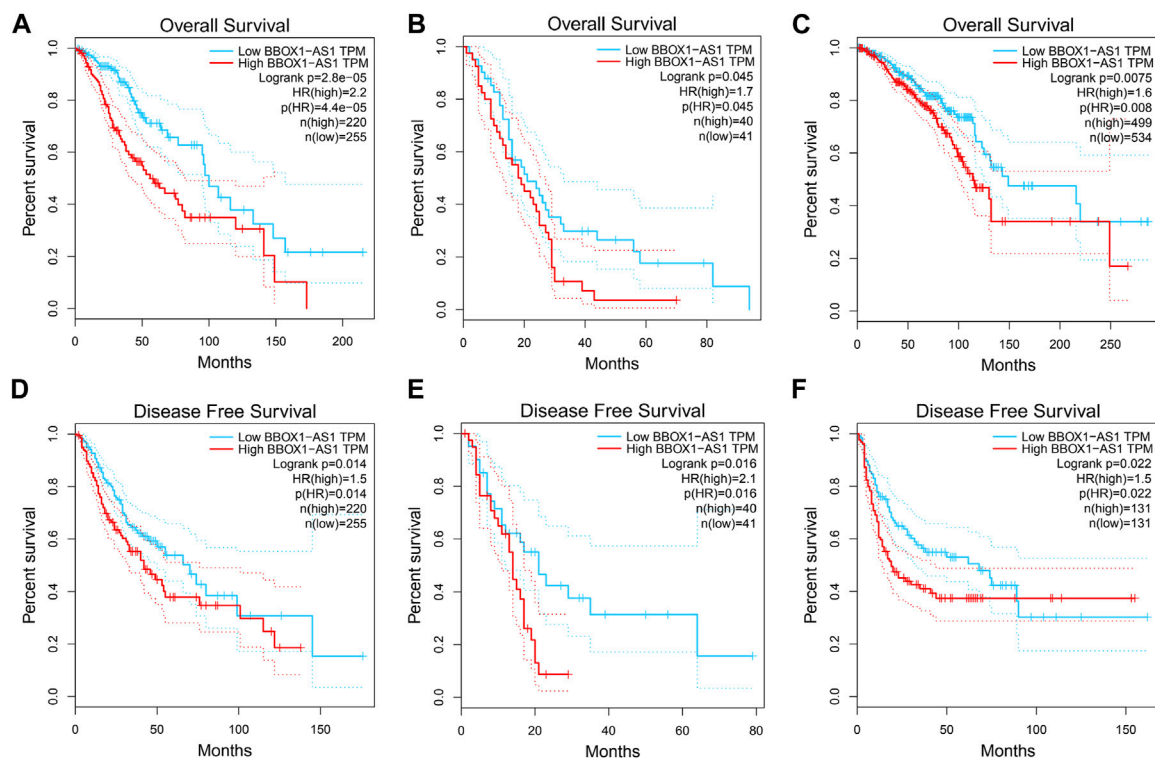 A
Overall Survival
Low BBOX1-AS1 TPM
High BBOX1-AS1 TPM
Logrank p=2.8e-05
HR(high)=2.2
p(HR)=4.4e-05
n(high)=220
n(low)=255
Percent survival
0.0 0.2 0.4 0.6 0.8 1.0
0 50 100 150 200
Months
B
Overall Survival
Low BBOX1-AS1 TPM
High BBOX1-AS1 TPM
Logrank p=0.045
HR(high)=1.7
p(HR)=0.045
n(high)=40
n(low)=41
Percent survival
0.0 0.2 0.4 0.6 0.8 1.0
0 20 40 60 80
Months
C
Overall Survival
Low BBOX1-AS1 TPM
High BBOX1-AS1 TPM
Logrank p=0.0075
HR(high)=1.6
p(HR)=0.008
n(high)=499
n(low)=534
Percent survival
0.0 0.2 0.4 0.6 0.8 1.0
0 50 100 150 200 250
Months
D
Disease Free Survival
Low BBOX1-AS1 TPM
High BBOX1-AS1 TPM
Logrank p=0.014
HR(high)=1.5
p(HR)=0.014
n(high)=220
n(low)=255
Percent survival
0.0 0.2 0.4 0.6 0.8 1.0
0 50 100 150
Months
E
Disease Free Survival
Low BBOX1-AS1 TPM
High BBOX1-AS1 TPM
Logrank p=0.016
HR(high)=2.1
p(HR)=0.016
n(high)=40
n(low)=41
Percent survival
0.0 0.2 0.4 0.6 0.8 1.0
0 20 40 60 80
Months
F
Disease Free Survival
Low BBOX1-AS1 TPM
High BBOX1-AS1 TPM
Logrank p=0.022
HR(high)=1.5
p(HR)=0.022
n(high)=131
n(low)=131
Percent survival
0.0 0.2 0.4 0.6 0.8 1.0
0 50 100 150
Months